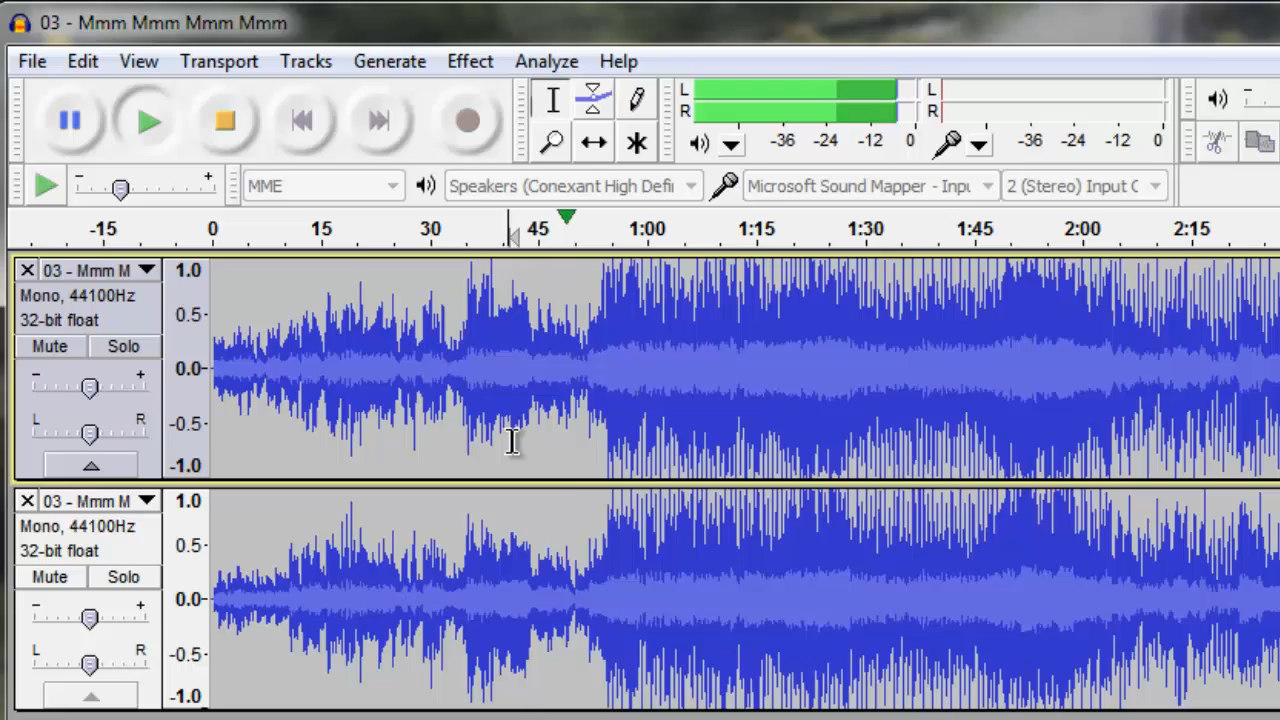 03 - Mmm Mmm Mmm Mmm
File Edit View Transport Tracks Generate Effect Analyze Help
L L
R R
-36 -24 -12 0 -36 -24 -12 0
- + MME Speakers (Conexant High Defi Microsoft Sound Mapper - Inpu 2 (Stereo) Input C
-15 0 15 30 45 1:00 1:15 1:30 1:45 2:00 2:15
03 - Mmm M 1.0
Mono, 44100Hz
32-bit float 0.5
Mute Solo
- + 0.0
L R -0.5
-1.0
03 - Mmm M 1.0
Mono, 44100Hz
32-bit float 0.5
Mute Solo
- + 0.0
L R -0.5
-1.0